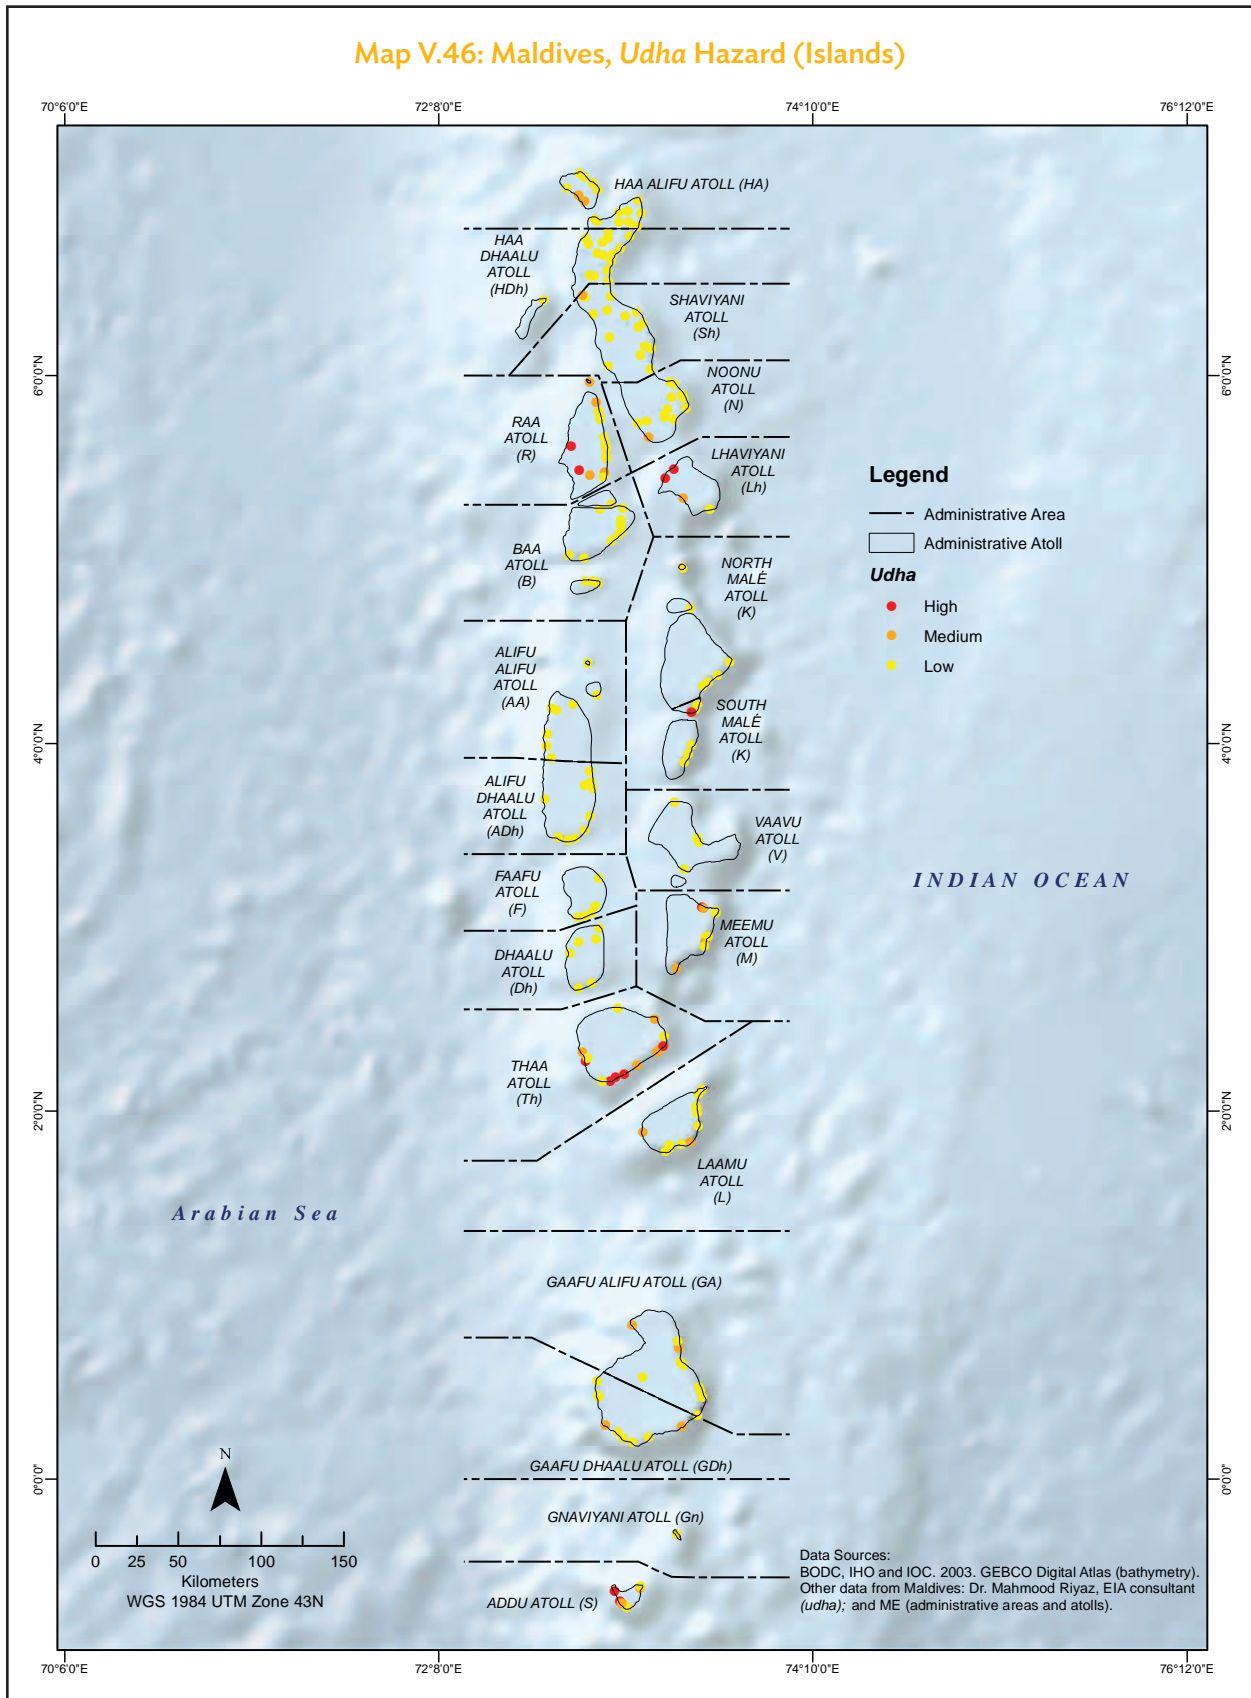 Map V.46: Maldives, Udha Hazard (Islands)
70°6'0"E
72°8'0"E
74°10'0"E
76°12'0"E
HAA ALIFU ATOLL (HA)
HAA
DHAALU
ATOLL
(HDh)
SHAVIYANI
ATOLL
(Sh)
6°0'0"N
6°0'0"N
NOONU
ATOLL
(N)
RAA
ATOLL
(R)
LHAVIYANI
ATOLL
(Lh)
Legend
Administrative Area
Administrative Atoll
Udha
High
Medium
Low
BAA
ATOLL
(B)
NORTH
MALÉ
ATOLL
(K)
ALIFU
ALIFU
ATOLL
(AA)
SOUTH
MALÉ
ATOLL
(K)
4°0'0"N
4°0'0"N
ALIFU
DHAALU
ATOLL
(ADh)
VAAVU
ATOLL
(V)
FAAFU
ATOLL
(F)
INDIAN OCEAN
MEEMU
ATOLL
(M)
DHAALU
ATOLL
(Dh)
THAA
ATOLL
(Th)
2°0'0"N
2°0'0"N
LAAMU
ATOLL
(L)
Arabian Sea
GAAFU ALIFU ATOLL (GA)
GAAFU DHAALU ATOLL (GDh)
0°0'0"
0°0'0"
N
GNAVIYANI ATOLL (Gn)
0 25 50 100 150
Kilometers
WGS 1984 UTM Zone 43N
ADDU ATOLL (S)
Data Sources:
BODC, IHO and IOC. 2003. GEBCO Digital Atlas (bathymetry).
Other data from Maldives: Dr. Mahmood Riyaz, EIA consultant
(udha); and ME (administrative areas and atolls).
70°6'0"E
72°8'0"E
74°10'0"E
76°12'0"E